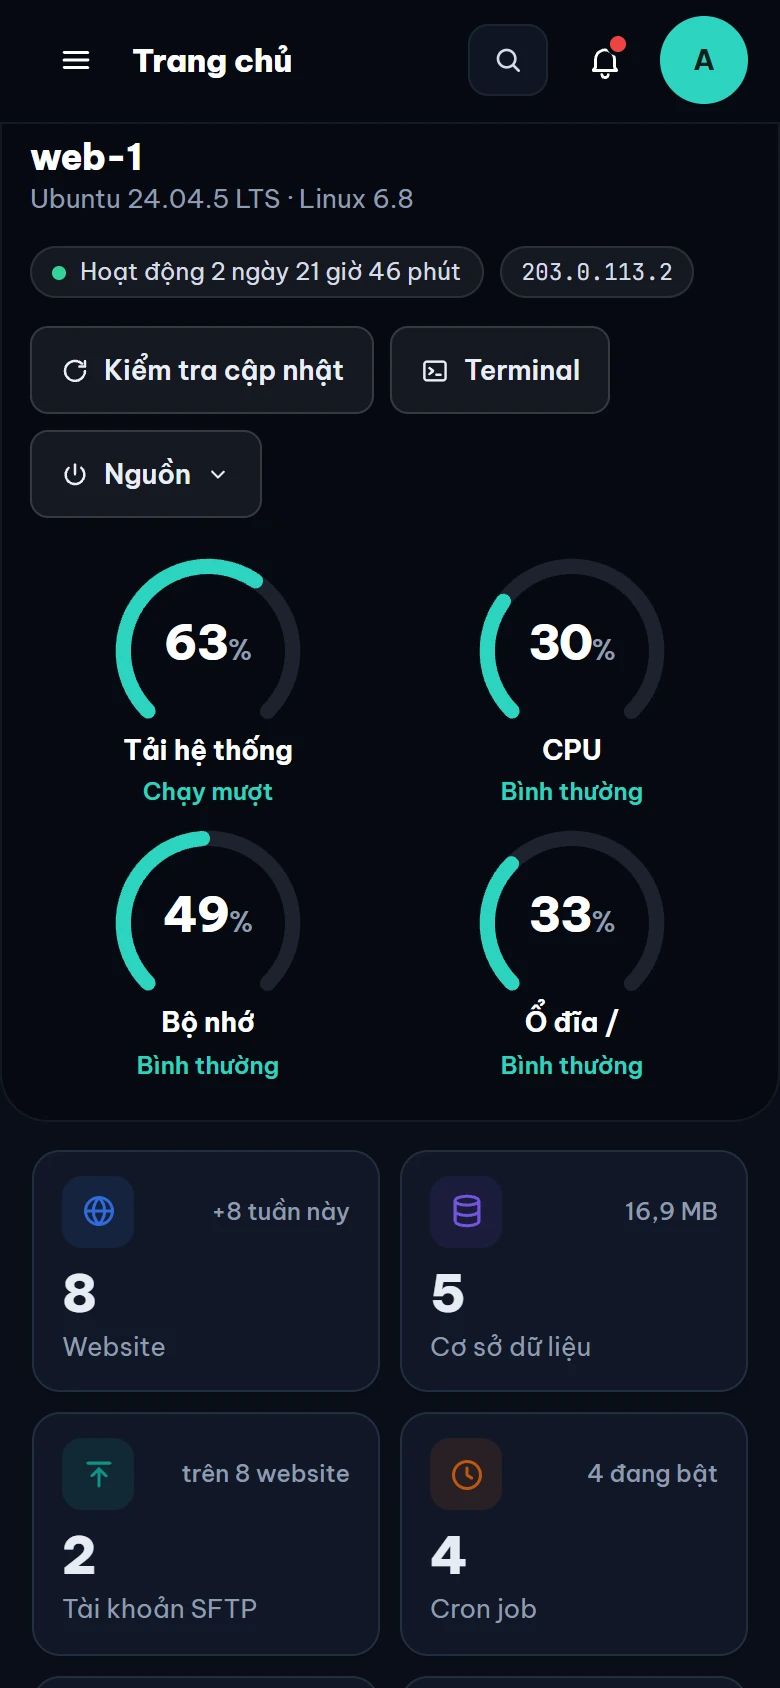 Trang chủ
A
web-1
Ubuntu 24.04.5 LTS · Linux 6.8
Hoạt động 2 ngày 21 giờ 46 phút
203.0.113.2
Kiểm tra cập nhật
Terminal
Nguồn
63%
30%
Tải hệ thống
CPU
Chạy mượt
Bình thường
49%
33%
Bộ nhớ
Ổ đĩa /
Bình thường
Bình thường
+8 tuần này
16,9 MB
8
5
Website
Cơ sở dữ liệu
trên 8 website
4 đang bật
2
4
Tài khoản SFTP
Cron job